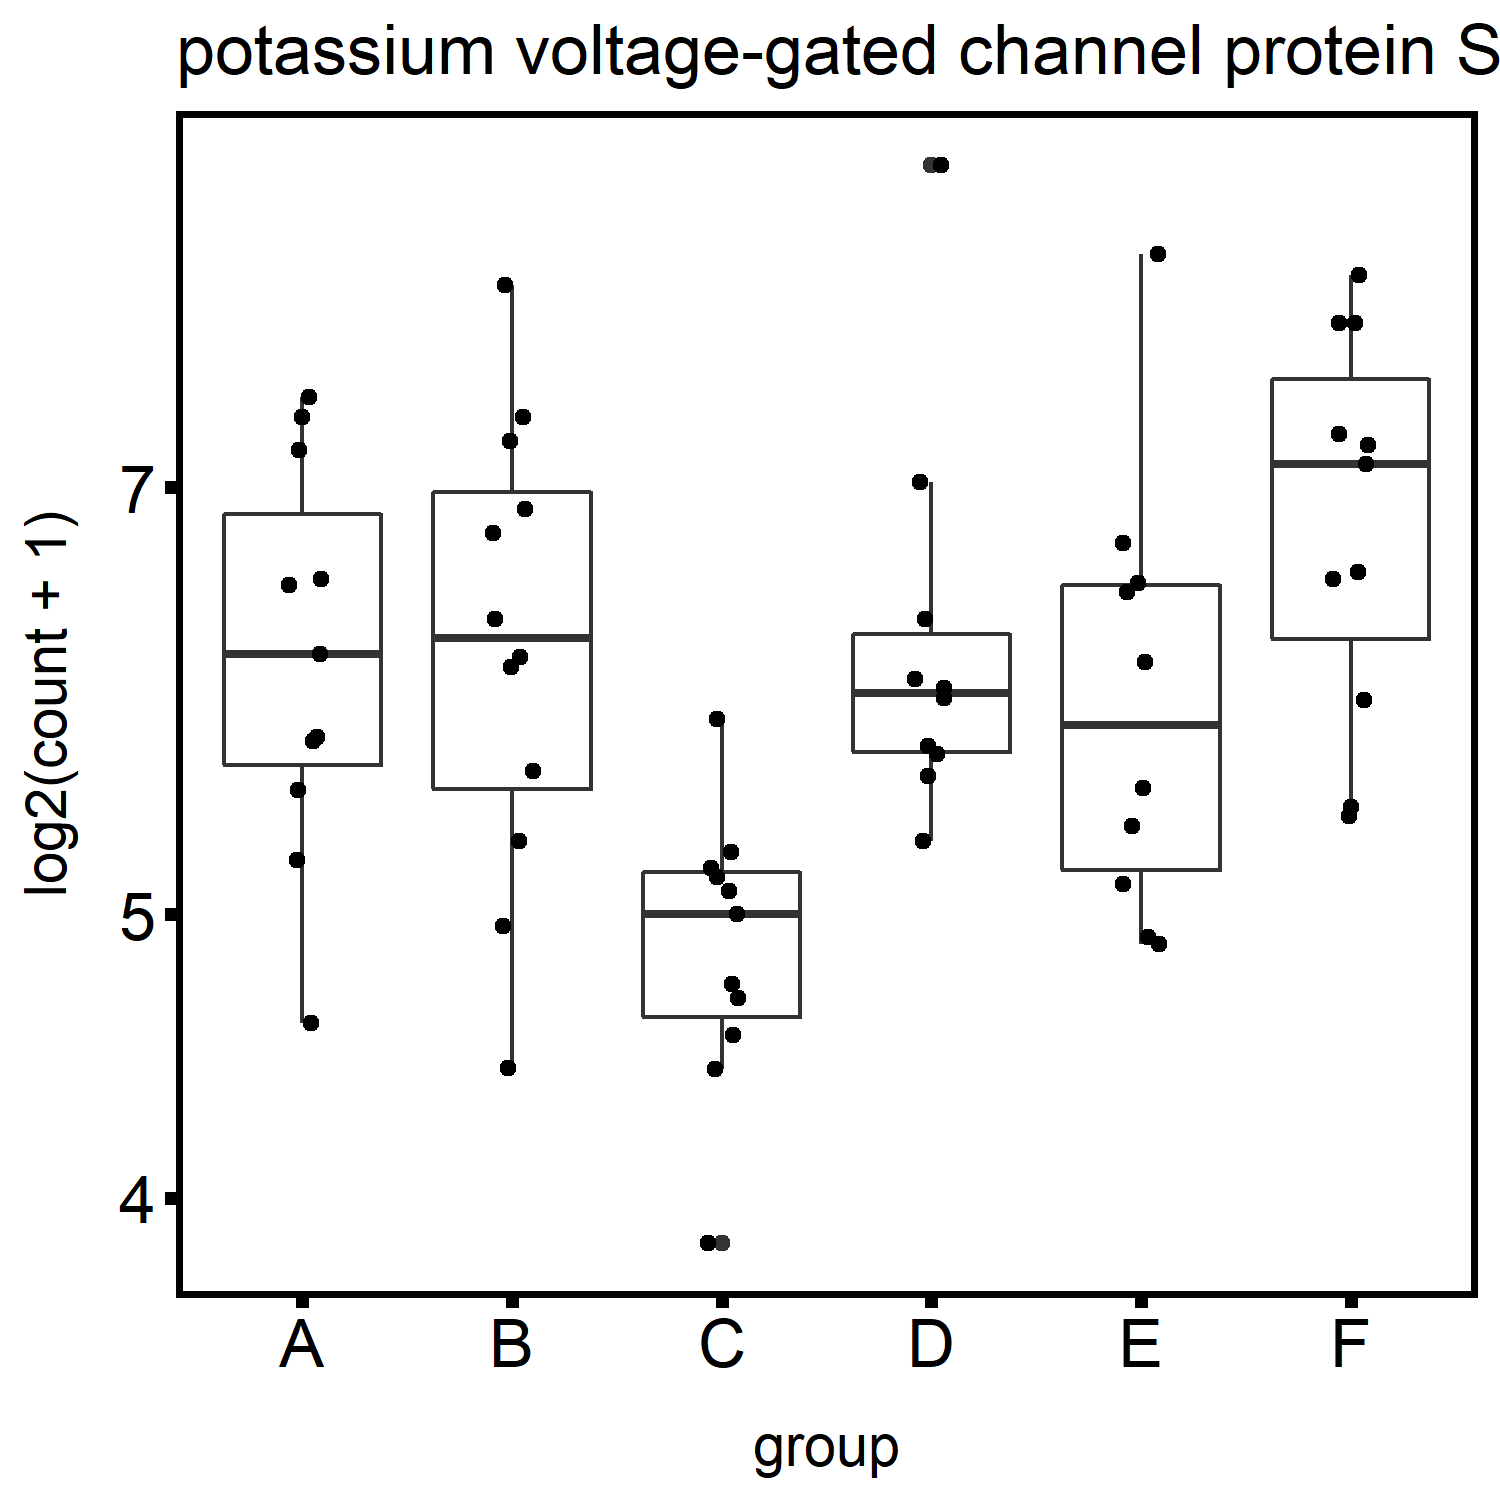 potassium voltage-gated channel protein S
log2(count + 1)
7
5
4
A B C D E F
group